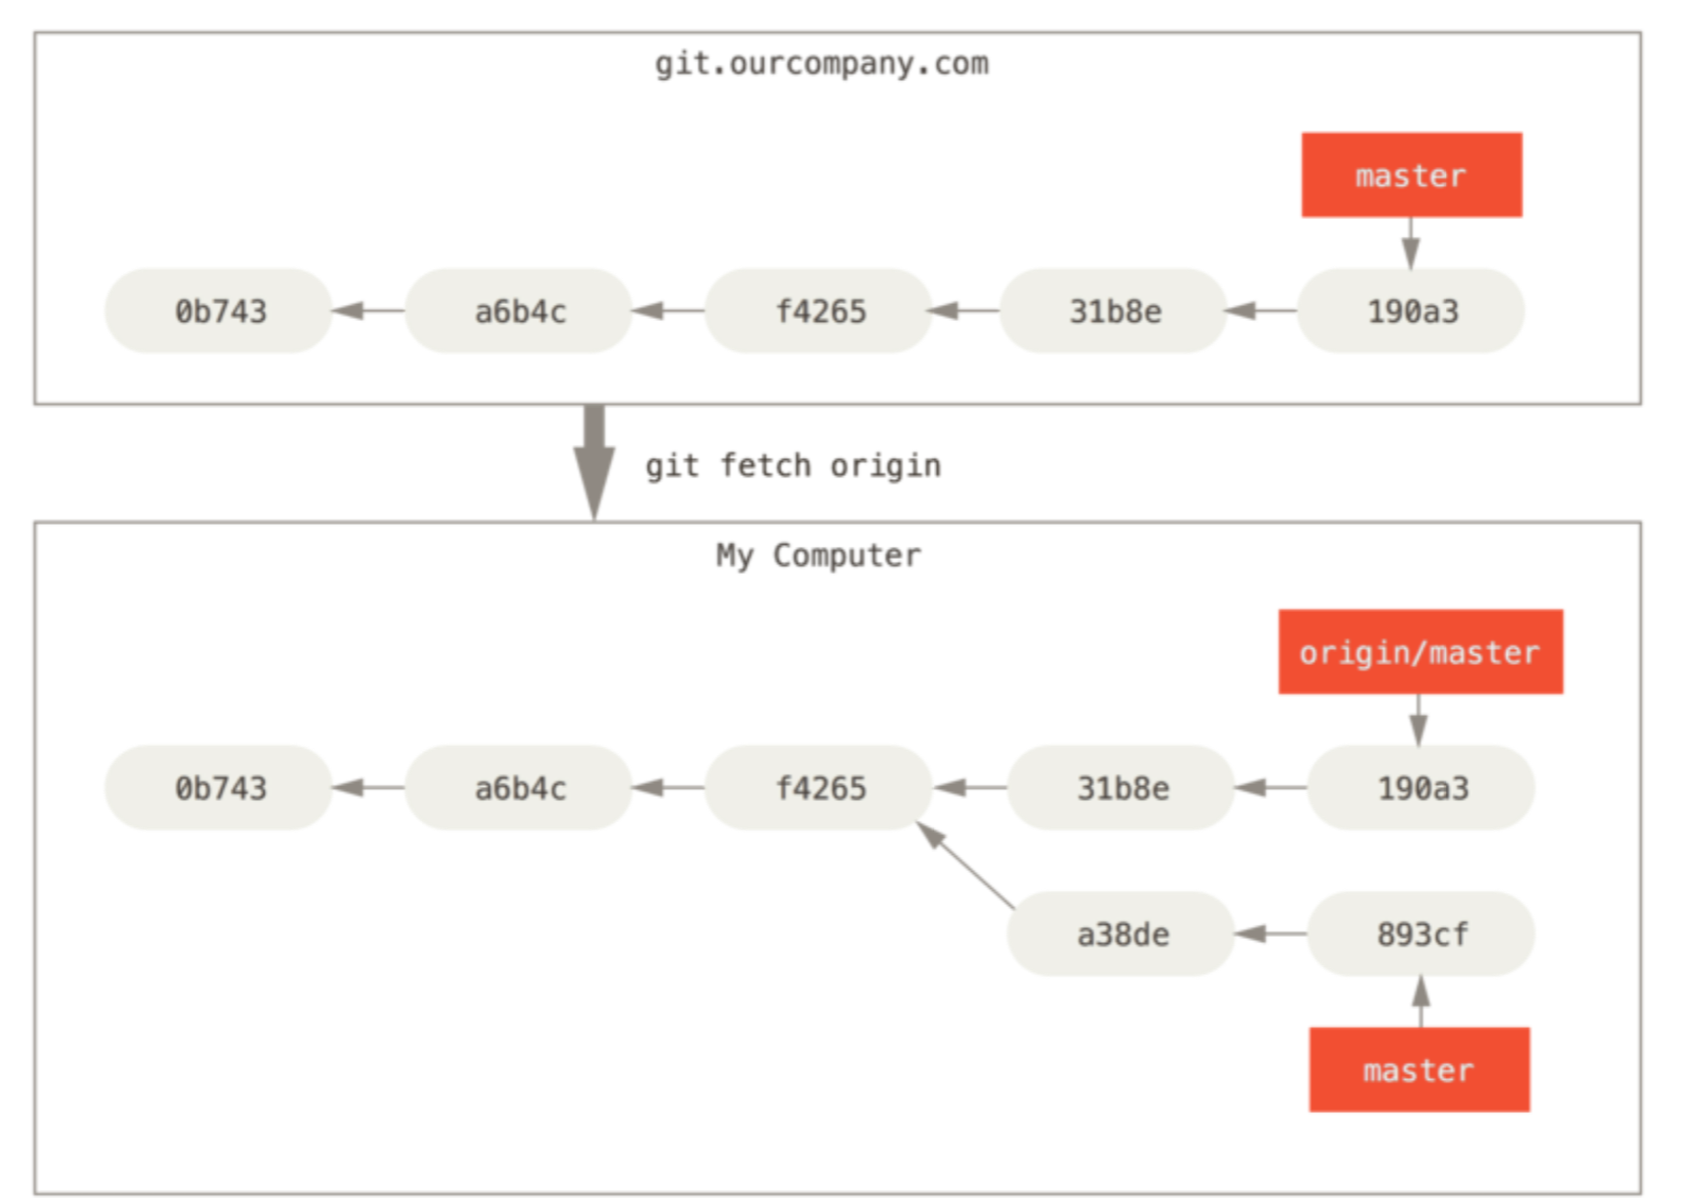 git.ourcompany.com
master
0b743 a6b4c f4265 31b8e 190a3
git fetch origin
My Computer
origin/master
0b743 a6b4c f4265 31b8e 190a3
a38de 893cf
master